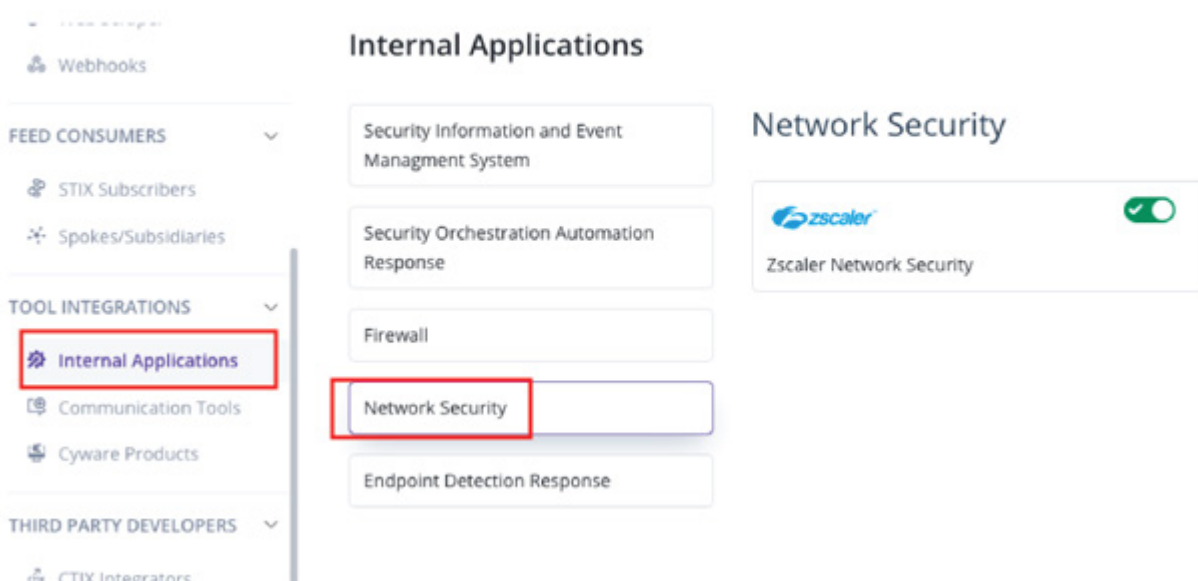 Webhooks
FEED CONSUMERS
STIX Subscribers
Spokes/Subsidiaries
TOOL INTEGRATIONS
Internal Applications
Communication Tools
Cyware Products
THIRD PARTY DEVELOPERS
CTIX Integrators
Internal Applications
Security Information and Event
Managment System
Security Orchestration Automation
Response
Firewall
Network Security
Endpoint Detection Response
Network Security
zscaler
Zscaler Network Security